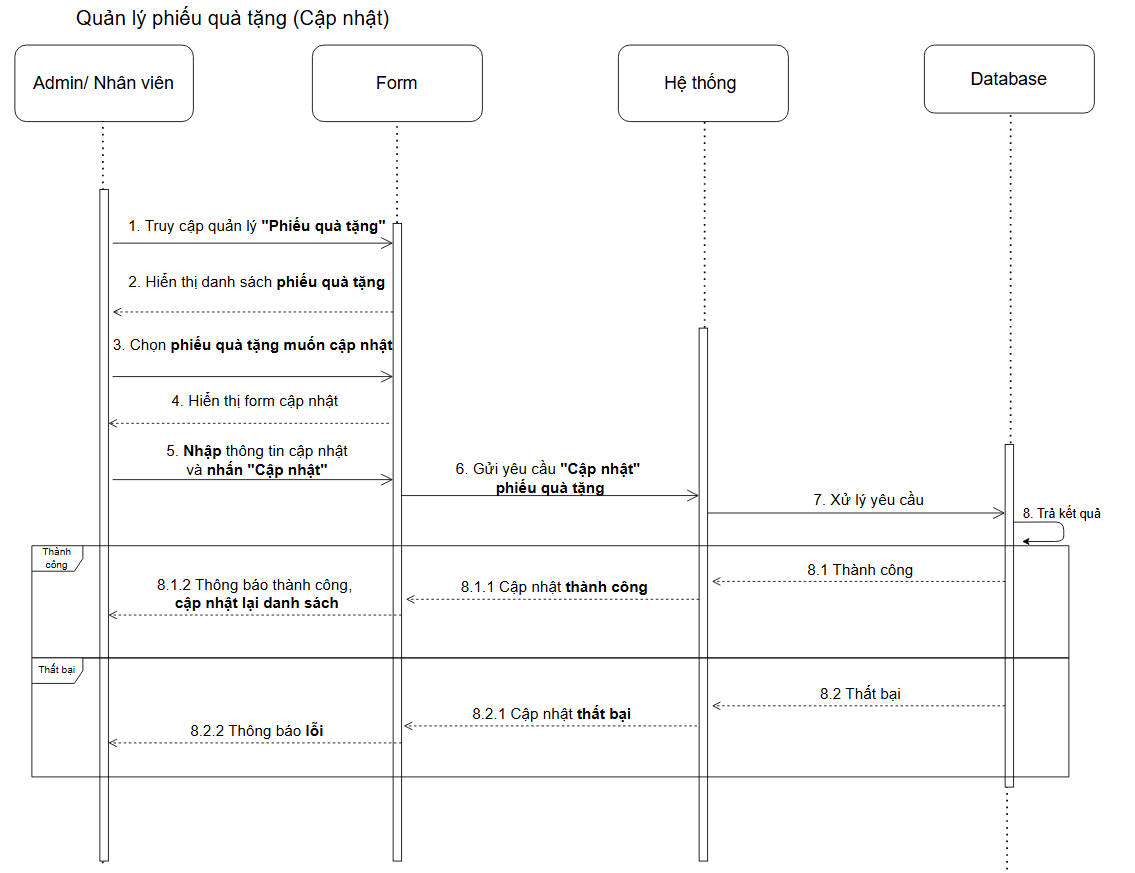 Quản lý phiếu quà tặng (Cập nhật)
Admin/ Nhân viên
Form
Hệ thống
Database
1. Truy cập quản lý "Phiếu quà tặng"
2. Hiển thị danh sách phiếu quà tặng
3. Chọn phiếu quà tặng muốn cập nhật
4. Hiển thị form cập nhật
5. Nhập thông tin cập nhật
và nhấn "Cập nhật"
6. Gửi yêu cầu "Cập nhật"
phiếu quà tặng
7. Xử lý yêu cầu
8. Trả kết quả
Thành
công
8.1 Thành công
8.1.1 Cập nhật thành công
8.1.2 Thông báo thành công,
cập nhật lại danh sách
Thất bại
8.2 Thất bại
8.2.1 Cập nhật thất bại
8.2.2 Thông báo lỗi